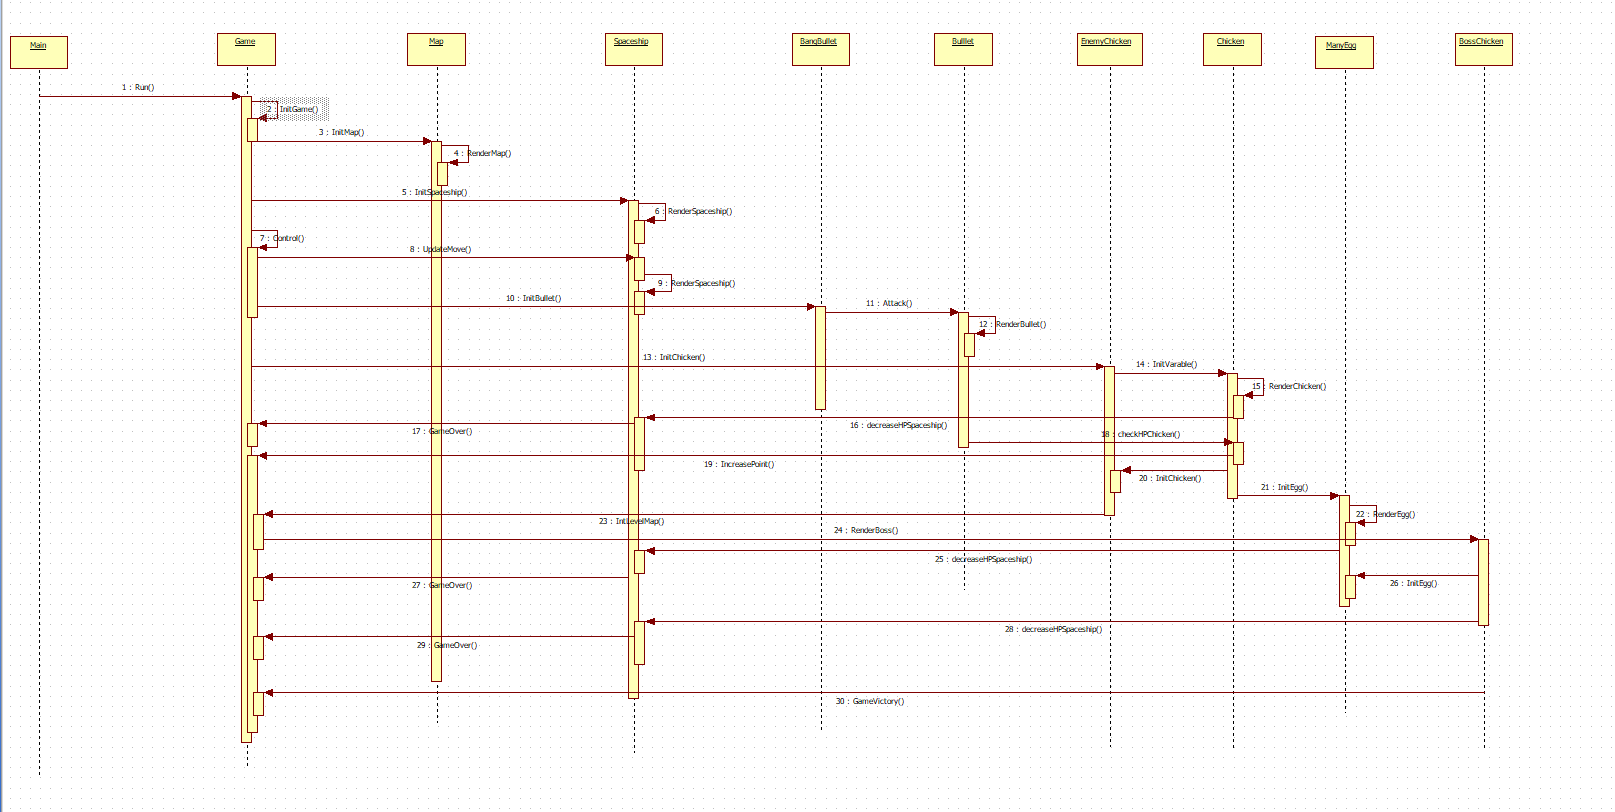 Main
Game
Map
Spaceship
BangBullet
Bulllet
EnemyChicken
Chicken
ManyEgg
BossChicken
1 : Run()
2 : InitGame()
3 : InitMap()
4 : RenderMap()
5 : InitSpaceship()
6 : RenderSpaceship()
7 : Control()
8 : UpdateMove()
9 : RenderSpaceship()
10 : InitBullet()
11 : Attack()
12 : RenderBullet()
13 : InitChicken()
14 : InitVarable()
15 : RenderChicken()
16 : decreaseHPSpaceship()
17 : GameOver()
18 : checkHPChicken()
19 : IncreasePoint()
20 : InitChicken()
21 : InitEgg()
22 : RenderEgg()
23 : IntLevelMap()
24 : RenderBoss()
25 : decreaseHPSpaceship()
26 : InitEgg()
27 : GameOver()
28 : decreaseHPSpaceship()
29 : GameOver()
30 : GameVictory()